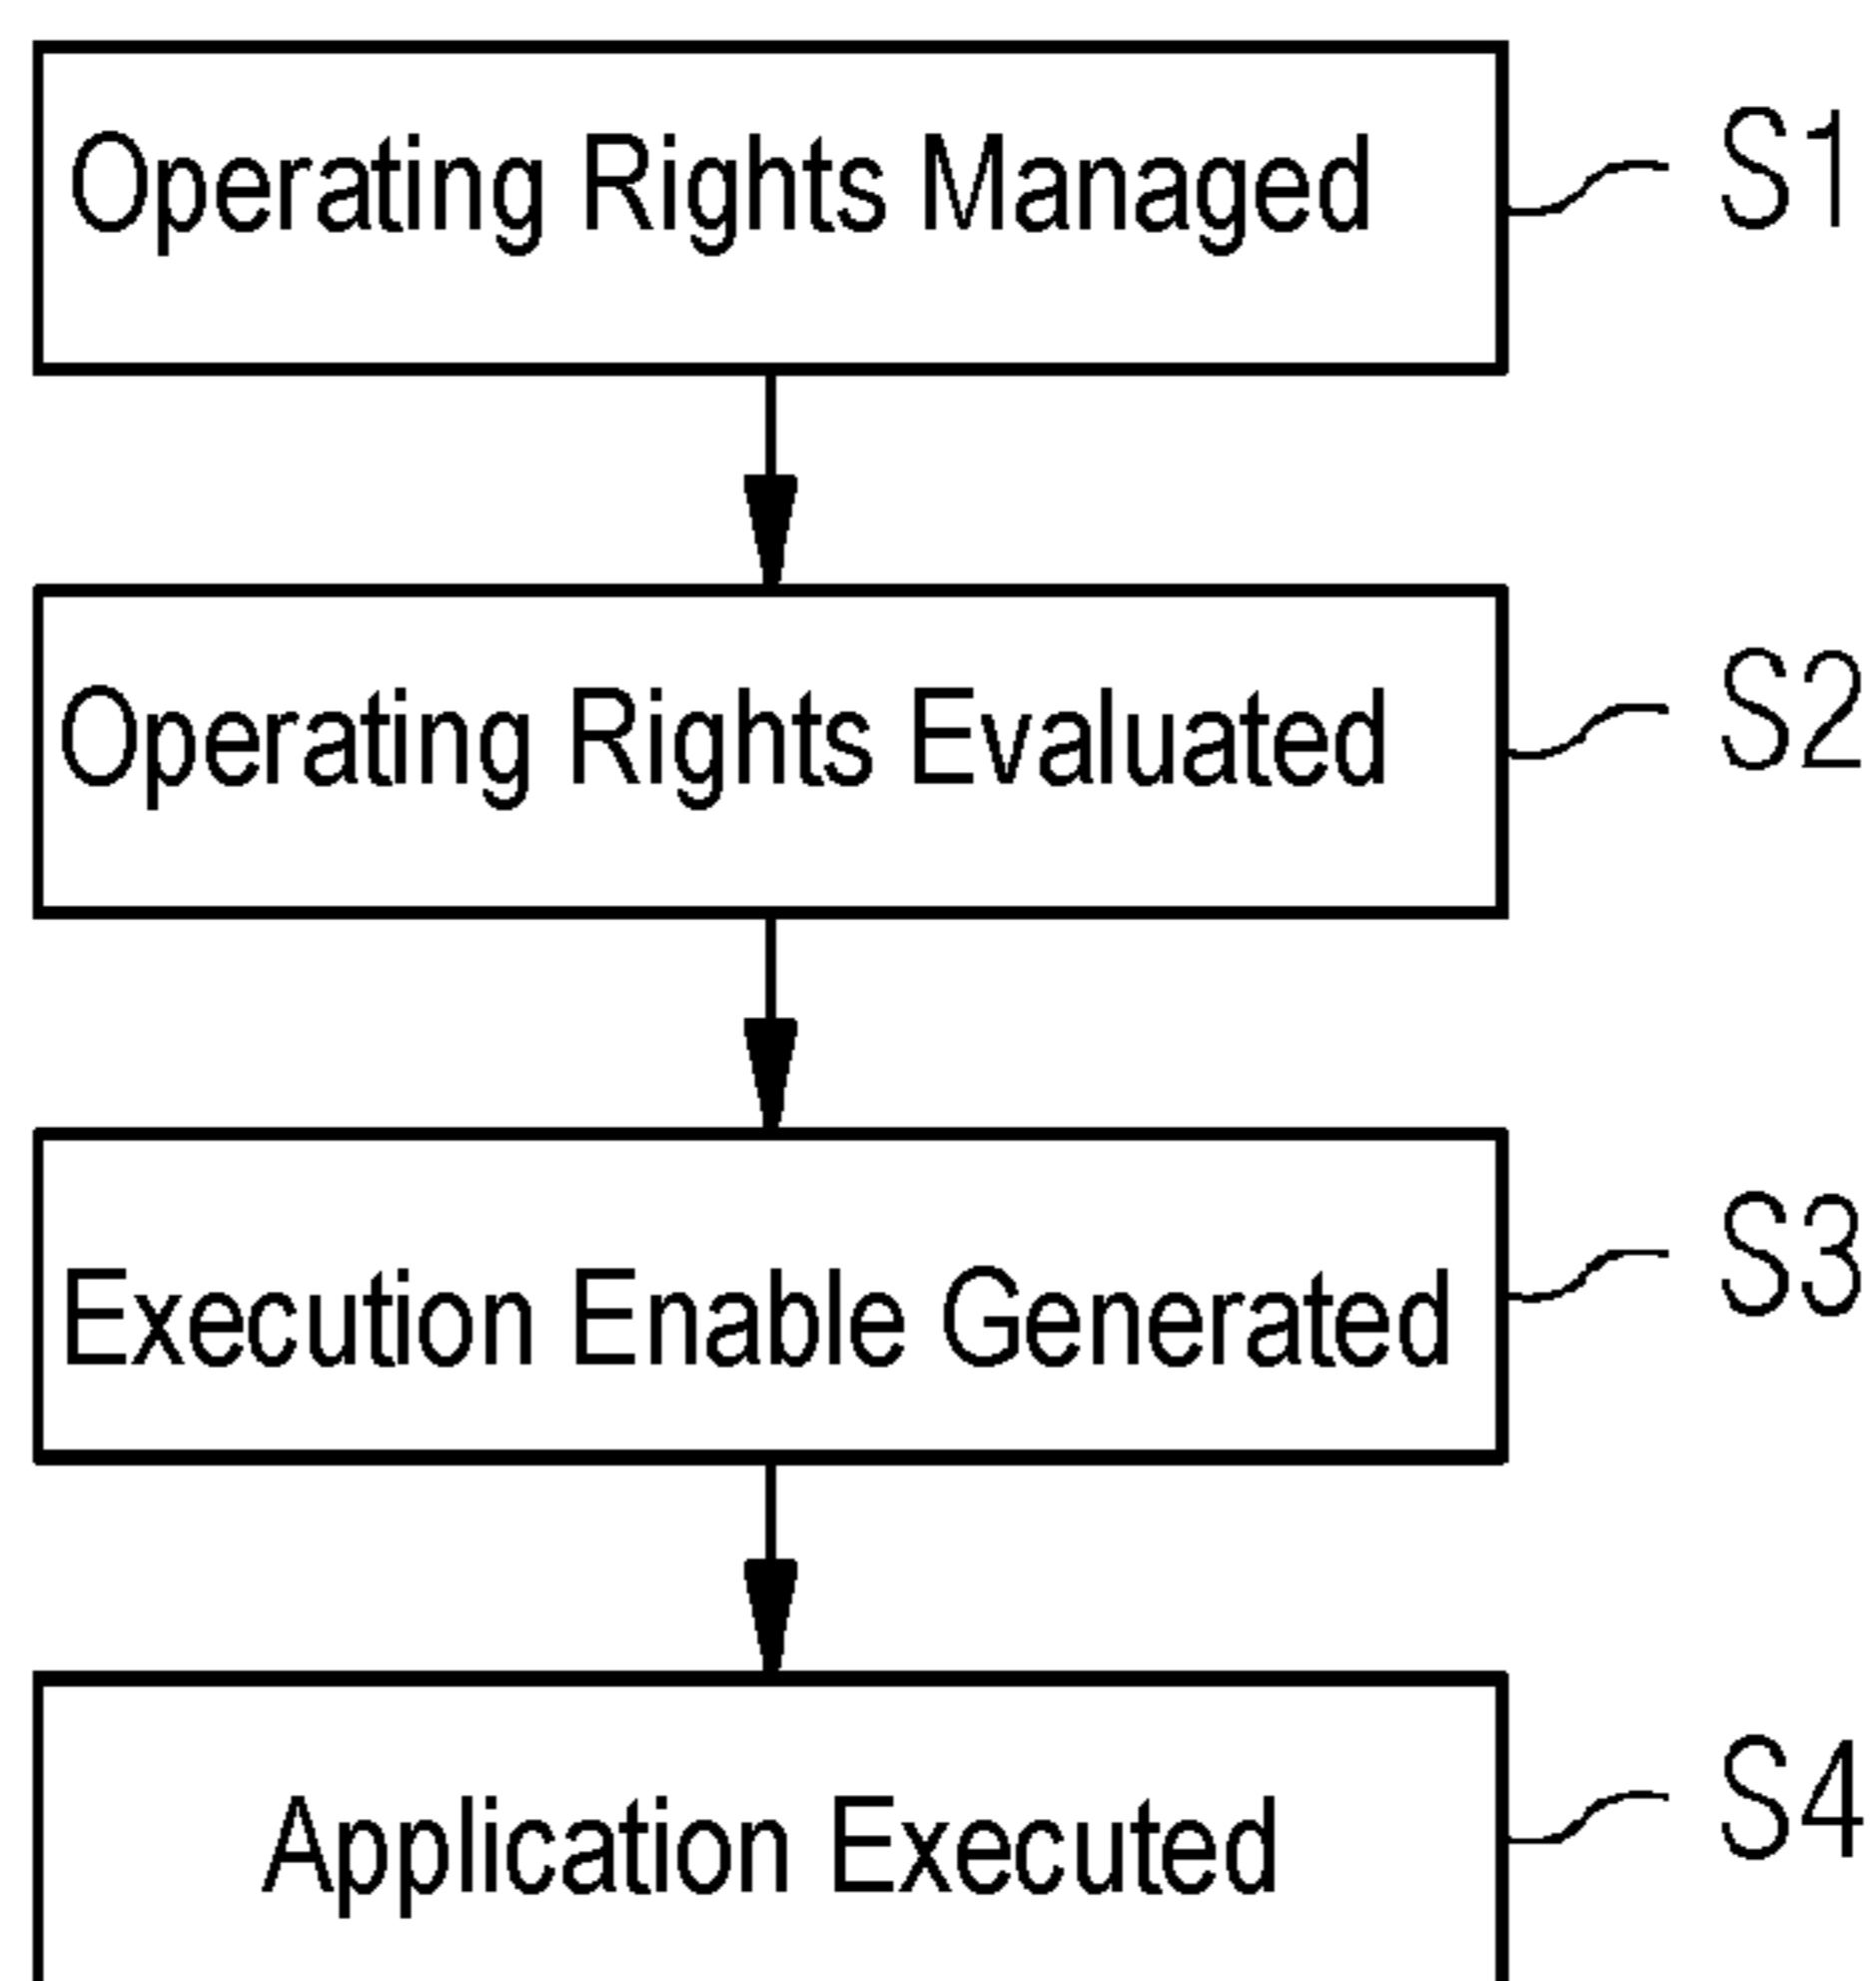 Operating Rights Managed
S1
Operating Rights Evaluated
S2
Execution Enable Generated
S3
Application Executed
S4